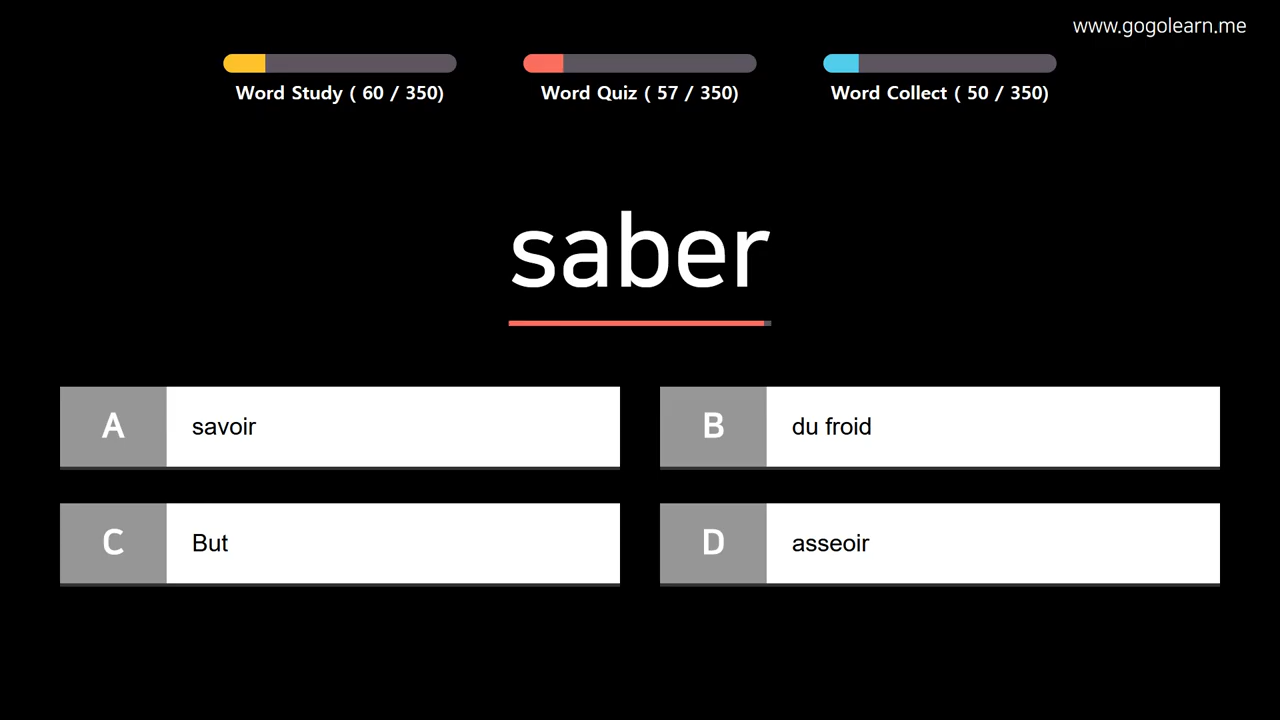 www.gogolearn.me
Word Study ( 60 / 350)
Word Quiz ( 57 / 350)
Word Collect ( 50 / 350)
saber
A savoir
B du froid
C But
D asseoir